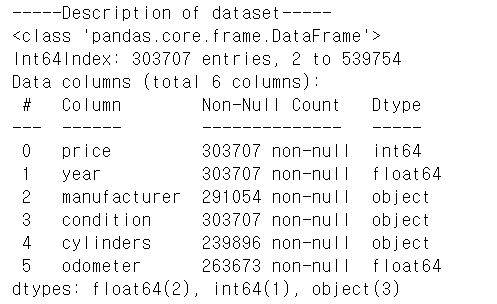 -----Description of dataset-----
<class 'pandas.core.frame.DataFrame'>
Int64Index: 303707 entries, 2 to 539754
Data columns (total 6 columns):
 #   Column        Non-Null Count   Dtype
---  ------        --------------   -----
 0   price         303707 non-null  int64
 1   year          303707 non-null  float64
 2   manufacturer  291054 non-null  object
 3   condition     303707 non-null  object
 4   cylinders     239896 non-null  object
 5   odometer      263673 non-null  float64
dtypes: float64(2), int64(1), object(3)